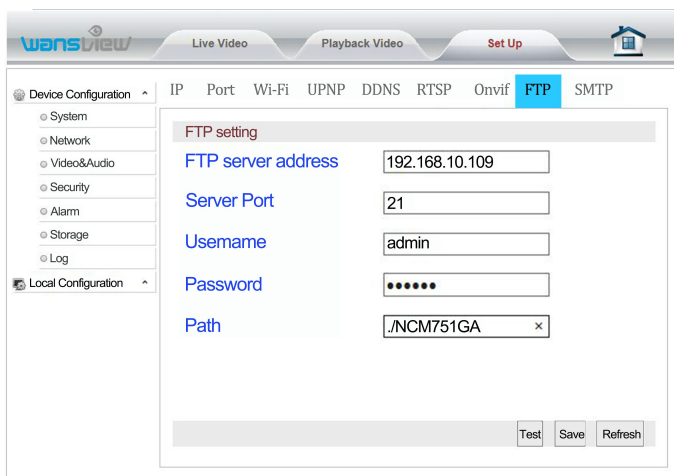 wansview
Live Video Playback Video Set Up
Device Configuration
System
Network
Video&Audio
Security
Alarm
Storage
Log
Local Configuration
IP Port Wi-Fi UPNP DDNS RTSP Onvif FTP SMTP
FTP setting
FTP server address 192.168.10.109
Server Port 21
Username admin
Password ••••••
Path ./NCM751GA ×
Test Save Refresh